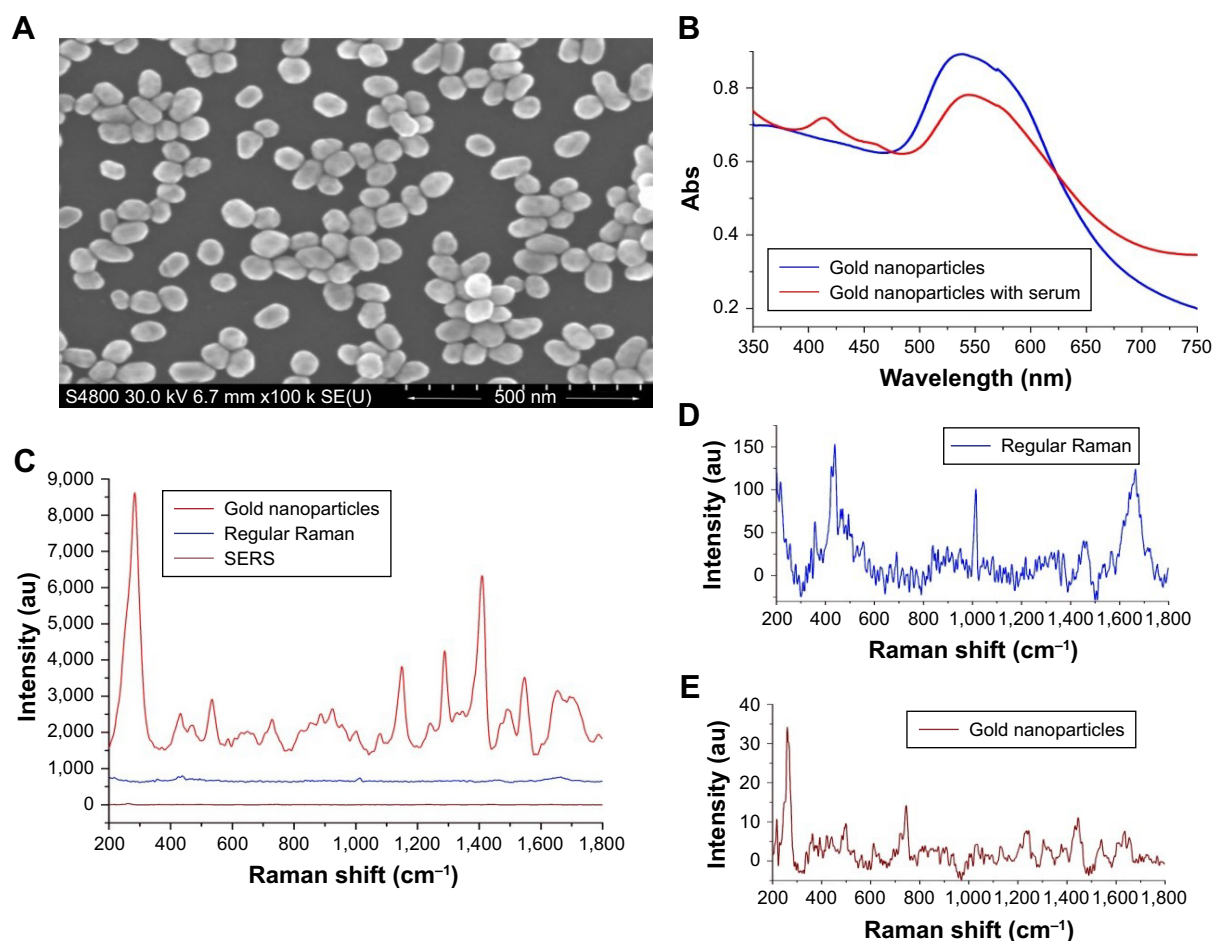 A
S4800 30.0 kV 6.7 mm x100 k SE(U)
500 nm
B
Abs
0.8
0.6
0.4
0.2
Gold nanoparticles
Gold nanoparticles with serum
350 400 450 500 550 600 650 700 750
Wavelength (nm)
C
Intensity (au)
9,000
8,000
7,000
6,000
5,000
4,000
3,000
2,000
1,000
0
Gold nanoparticles
Regular Raman
SERS
200 400 600 800 1,000 1,200 1,400 1,600 1,800
Raman shift (cm⁻¹)
D
Intensity (au)
150
100
50
0
Regular Raman
200 400 600 800 1,000 1,200 1,400 1,600 1,800
Raman shift (cm⁻¹)
E
Intensity (au)
40
30
20
10
0
Gold nanoparticles
200 400 600 800 1,000 1,200 1,400 1,600 1,800
Raman shift (cm⁻¹)